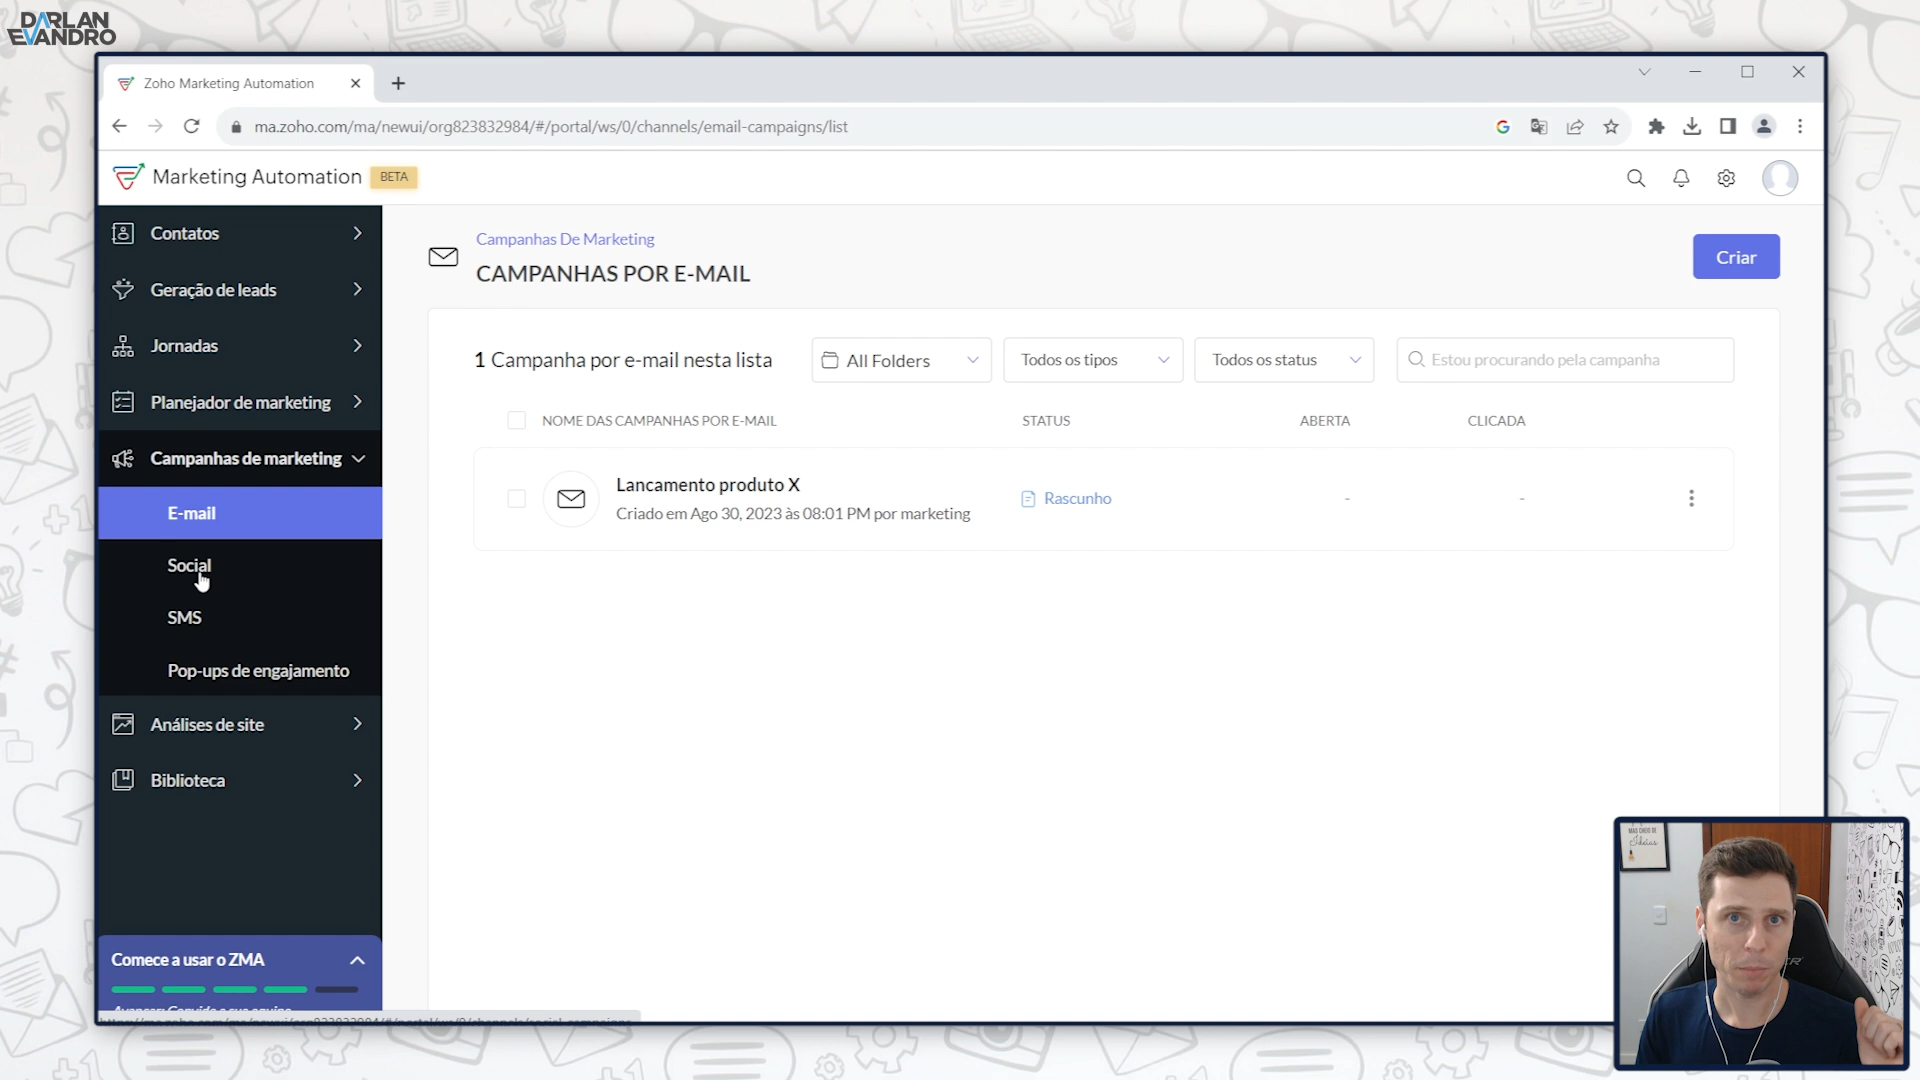 DARLAN
EVANDRO
Zoho Marketing Automation
ma.zoho.com/ma/newui/org823832984/#/portal/ws/0/channels/email-campaigns/list
Marketing Automation BETA
Contatos
Geração de leads
Jornadas
Planejador de marketing
Campanhas de marketing
E-mail
Social
SMS
Pop-ups de engajamento
Análises de site
Biblioteca
Comece a usar o ZMA
Campanhas De Marketing
CAMPANHAS POR E-MAIL
Criar
1 Campanha por e-mail nesta lista
All Folders
Todos os tipos
Todos os status
Estou procurando pela campanha
NOME DAS CAMPANHAS POR E-MAIL STATUS ABERTA CLICADA
Lancamento produto X
Criado em Ago 30, 2023 às 08:01 PM por marketing
Rascunho - -
MAS CHEIO DE
Ideias